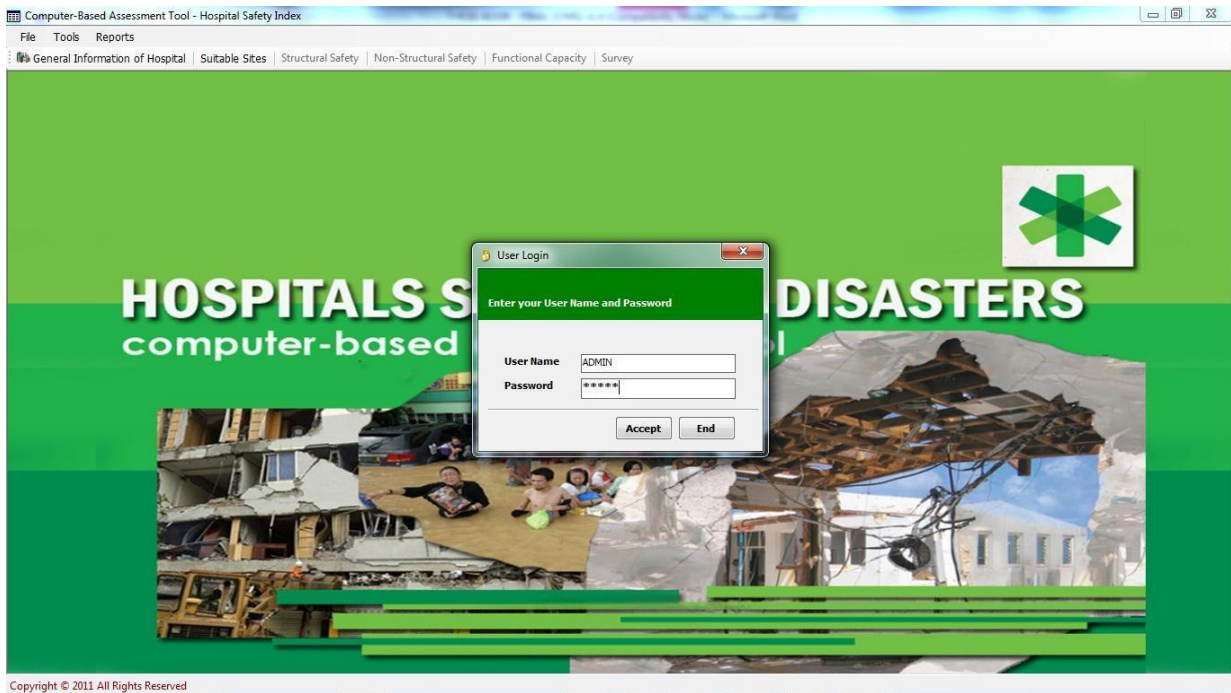 Computer-Based Assessment Tool - Hospital Safety Index
File Tools Reports
General Information of Hospital Suitable Sites Structural Safety Non-Structural Safety Functional Capacity Survey
User Login
Enter your User Name and Password
HOSPITALS S DISASTERS
computer-based l
User Name ADMIN
Password *****
Accept End
Copyright © 2011 All Rights Reserved